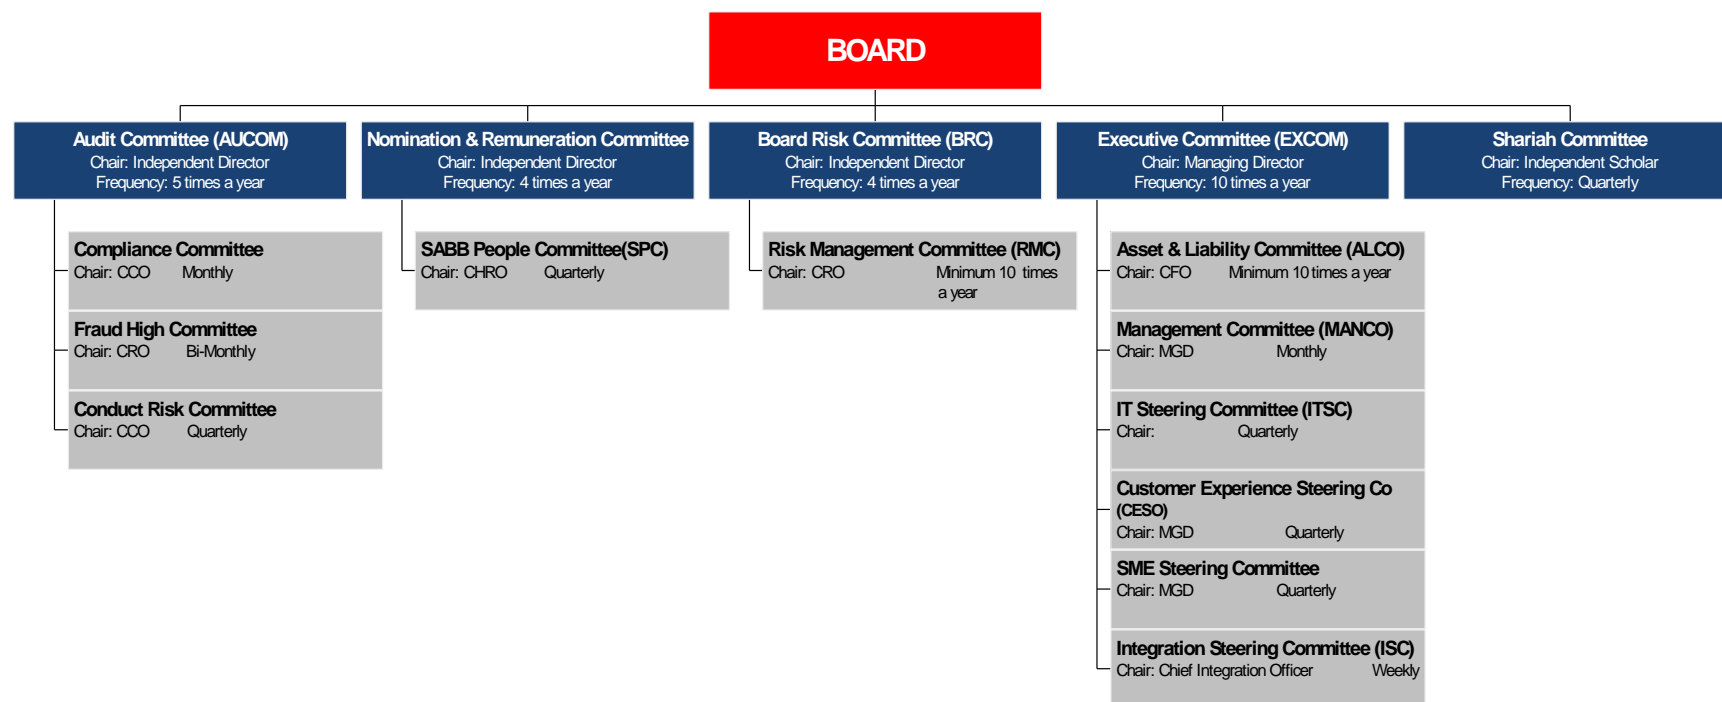 BOARD
Audit Committee (AUCOM)
Chair: Independent Director
Frequency: 5 times a year
Nomination & Remuneration Committee
Chair: Independent Director
Frequency: 4 times a year
Board Risk Committee (BRC)
Chair: Independent Director
Frequency: 4 times a year
Executive Committee (EXCOM)
Chair: Managing Director
Frequency: 10 times a year
Shariah Committee
Chair: Independent Scholar
Frequency: Quarterly
Compliance Committee
Chair: CCO Monthly
Fraud High Committee
Chair: CRO Bi-Monthly
Conduct Risk Committee
Chair: CCO Quarterly
SABB People Committee(SPC)
Chair: CHRO Quarterly
Risk Management Committee (RMC)
Chair: CRO Minimum 10 times
a year
Asset & Liability Committee (ALCO)
Chair: CFO Minimum 10 times a year
Management Committee (MANCO)
Chair: MGD Monthly
IT Steering Committee (ITSC)
Chair: Quarterly
Customer Experience Steering Co
(CESO)
Chair: MGD Quarterly
SME Steering Committee
Chair: MGD Quarterly
Integration Steering Committee (ISC)
Chair: Chief Integration Officer Weekly